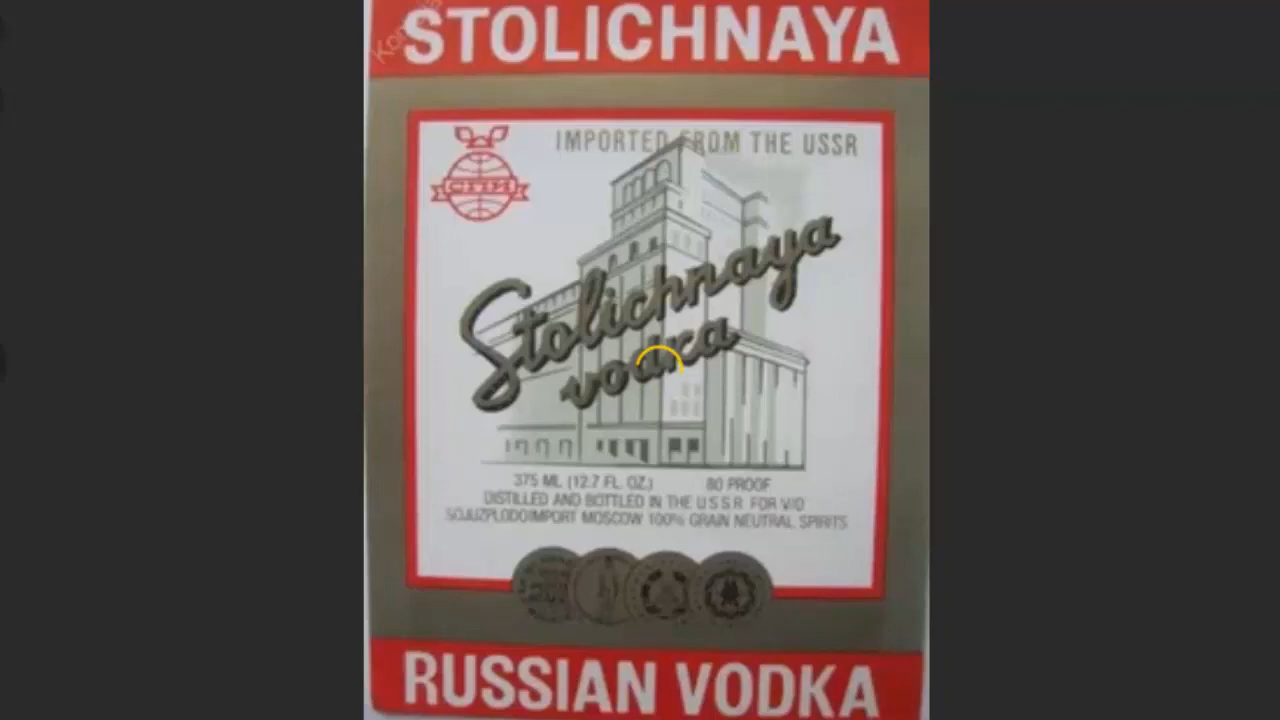 STOLICHNAYA
IMPORTED FROM THE USSR
СПИ
Stolichnaya
vodka
375 ML (12.7 FL. OZ.) 80 PROOF
DISTILLED AND BOTTLED IN THE U.S.S.R. FOR V/O
SOJUZPLODOIMPORT MOSCOW 100% GRAIN NEUTRAL SPIRITS
RUSSIAN VODKA